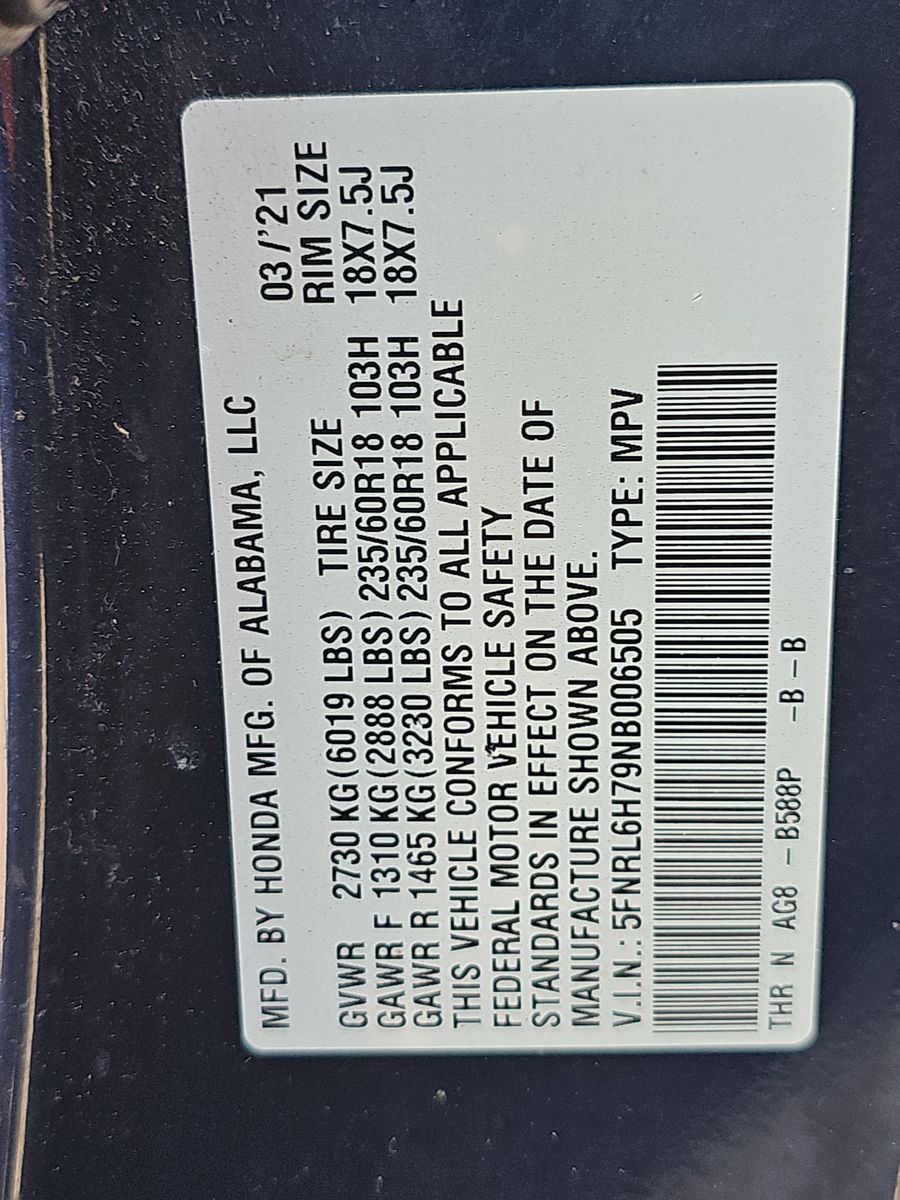 MFD. BY HONDA MFG. OF ALABAMA, LLC
03/'21
TIRE SIZE RIM SIZE
GVWR 2730 KG(6019 LBS)
GAWR F 1310 KG(2888 LBS) 235/60R18 103H 18X7.5J
GAWR R 1465 KG(3230 LBS) 235/60R18 103H 18X7.5J
THIS VEHICLE CONFORMS TO ALL APPLICABLE
FEDERAL MOTOR VEHICLE SAFETY
STANDARDS IN EFFECT ON THE DATE OF
MANUFACTURE SHOWN ABOVE.
V.I.N.: 5FNRL6H79NB006505 TYPE: MPV
THR N AG8 - B588P -B-B